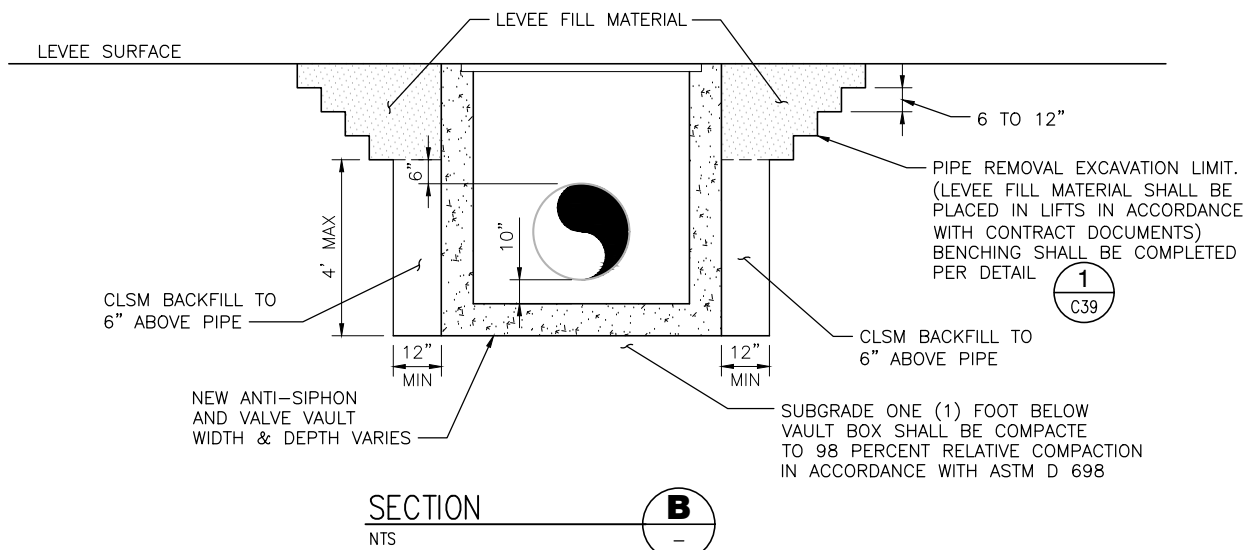 LEVEE FILL MATERIAL
LEVEE SURFACE
6 TO 12"
6"
PIPE REMOVAL EXCAVATION LIMIT.
(LEVEE FILL MATERIAL SHALL BE
PLACED IN LIFTS IN ACCORDANCE
WITH CONTRACT DOCUMENTS)
BENCHING SHALL BE COMPLETED
PER DETAIL
1
C39
10"
4' MAX
CLSM BACKFILL TO
6" ABOVE PIPE
CLSM BACKFILL TO
6" ABOVE PIPE
12"
MIN
12"
MIN
NEW ANTI-SIPHON
AND VALVE VAULT
WIDTH & DEPTH VARIES
SUBGRADE ONE (1) FOOT BELOW
VAULT BOX SHALL BE COMPACTE
TO 98 PERCENT RELATIVE COMPACTION
IN ACCORDANCE WITH ASTM D 698
SECTION
NTS
B
-